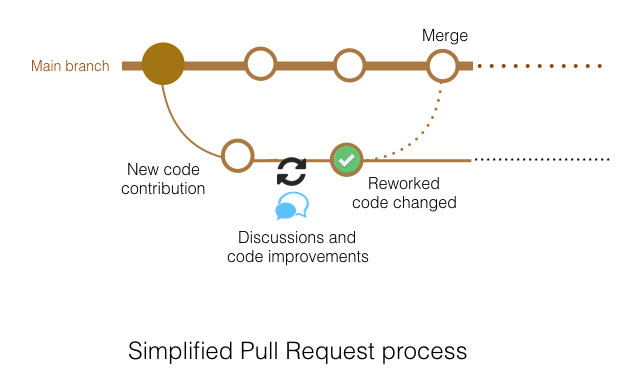 Merge
Main branch
New code
contribution
Reworked
code changed
Discussions and
code improvements
Simplified Pull Request process